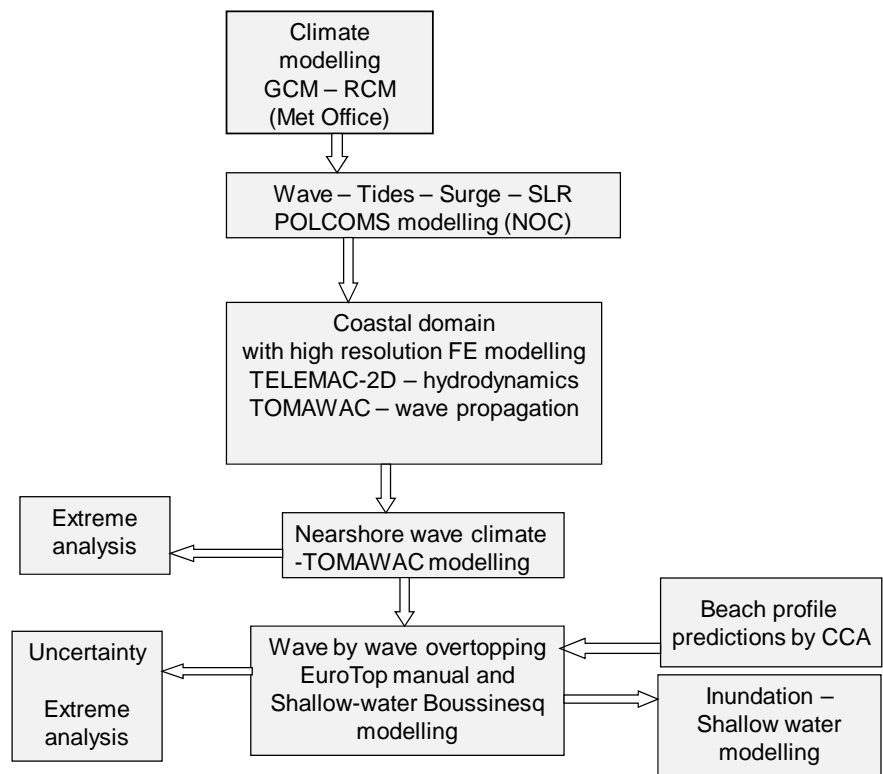 Climate
modelling
GCM – RCM
(Met Office)
Wave – Tides – Surge – SLR
POLCOMS modelling (NOC)
Coastal domain
with high resolution FE modelling
TELEMAC-2D – hydrodynamics
TOMAWAC – wave propagation
Extreme
analysis
Nearshore wave climate
-TOMAWAC modelling
Beach profile
predictions by CCA
Uncertainty
Extreme
analysis
Wave by wave overtopping
EuroTop manual and
Shallow-water Boussinesq
modelling
Inundation –
Shallow water
modelling